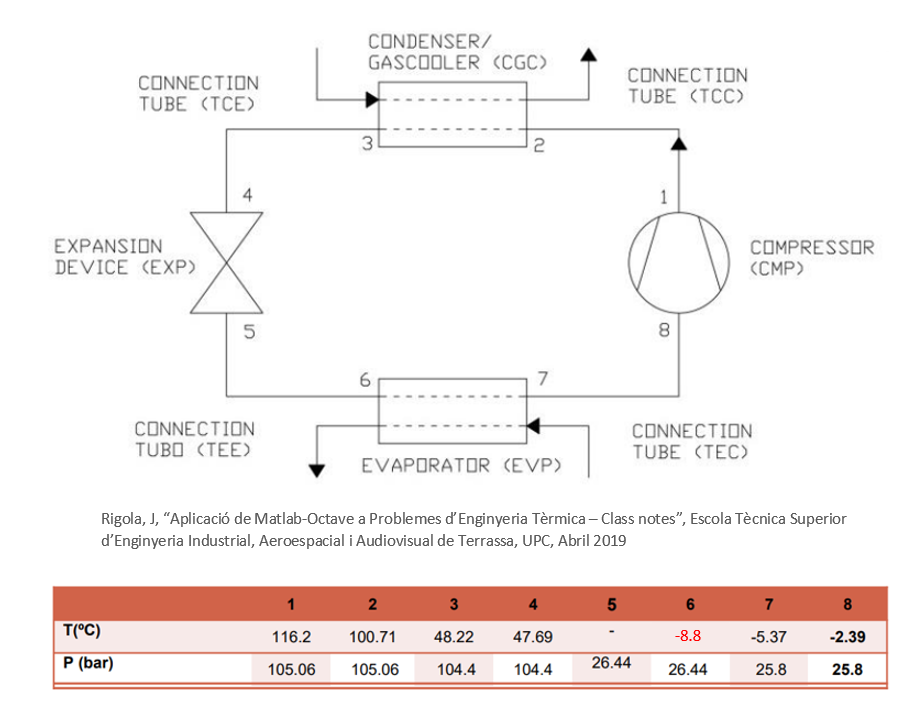 CONDENSER/
GASCOOLER (CGC)
CONNECTION
TUBE (TCE)
CONNECTION
TUBE (TCC)
3
2
4
1
EXPANSION
DEVICE (EXP)
COMPRESSOR
(CMP)
5
8
6
7
CONNECTION
TUBO (TEE)
CONNECTION
TUBE (TEC)
EVAPORATOR (EVP)
Rigola, J, “Aplicació de Matlab-Octave a Problemes d’Enginyeria Tèrmica – Class notes”, Escola Tècnica Superior
d’Enginyeria Industrial, Aeroespacial i Audiovisual de Terrassa, UPC, Abril 2019
1 2 3 4 5 6 7 8
T(ºC) 116.2 100.71 48.22 47.69 - -8.8 -5.37 -2.39
P (bar) 105.06 105.06 104.4 104.4 26.44 26.44 25.8 25.8